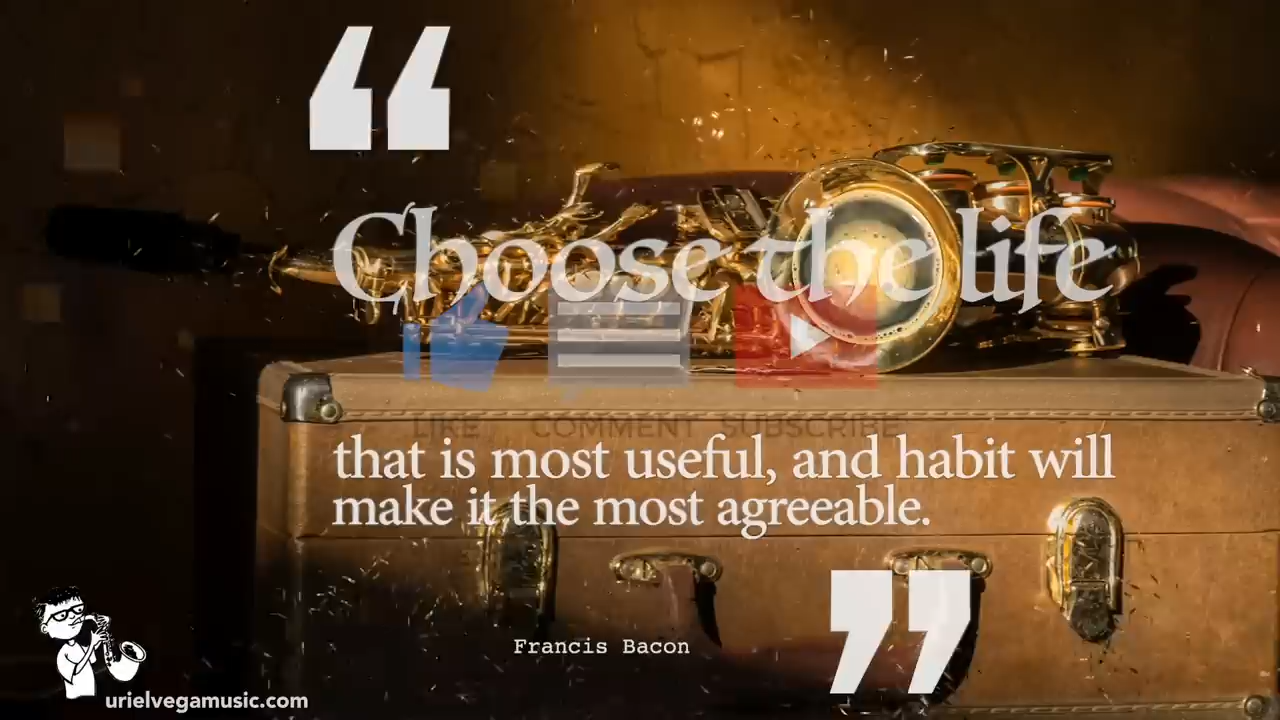 “
Choose the life
LIKE COMMENT SUBSCRIBE
that is most useful, and habit will
make it the most agreeable.
”
Francis Bacon
urielvegamusic.com